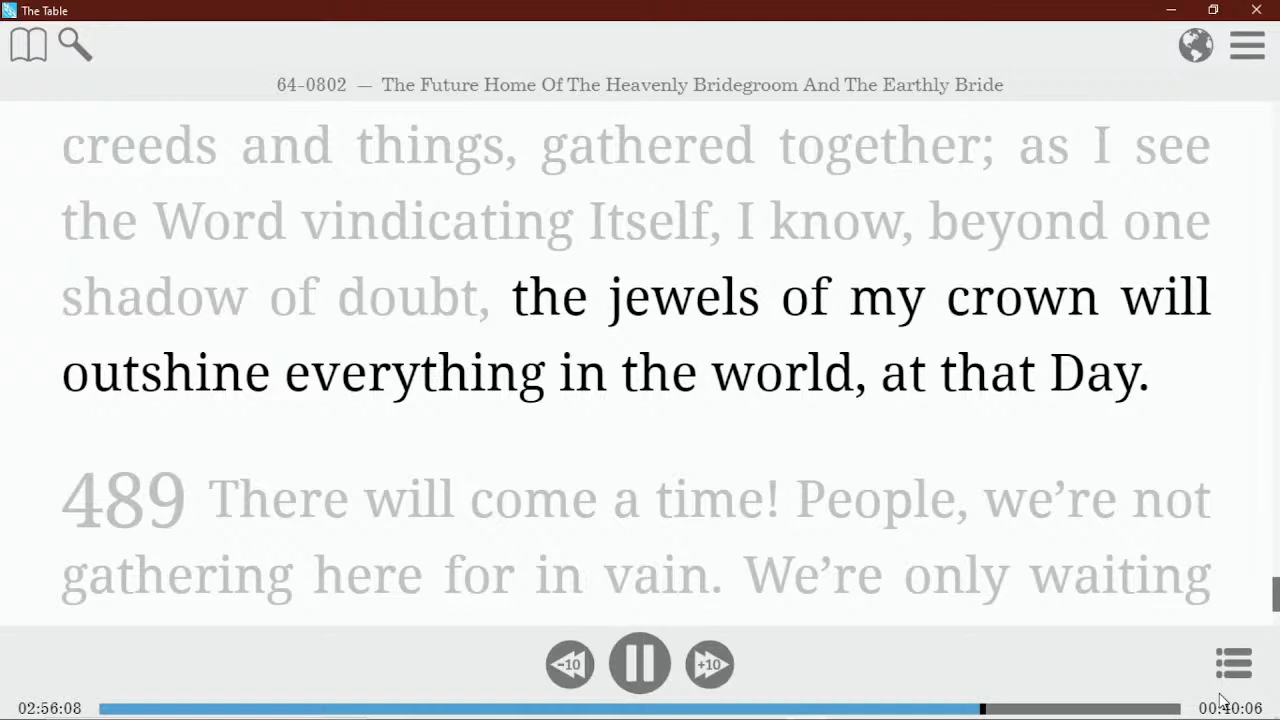 The Table
64-0802 — The Future Home Of The Heavenly Bridegroom And The Earthly Bride
creeds and things, gathered together; as I see
the Word vindicating Itself, I know, beyond one
shadow of doubt, the jewels of my crown will
outshine everything in the world, at that Day.
489 There will come a time! People, we’re not
gathering here for in vain. We’re only waiting
-10 +10
02:56:08 00:40:06